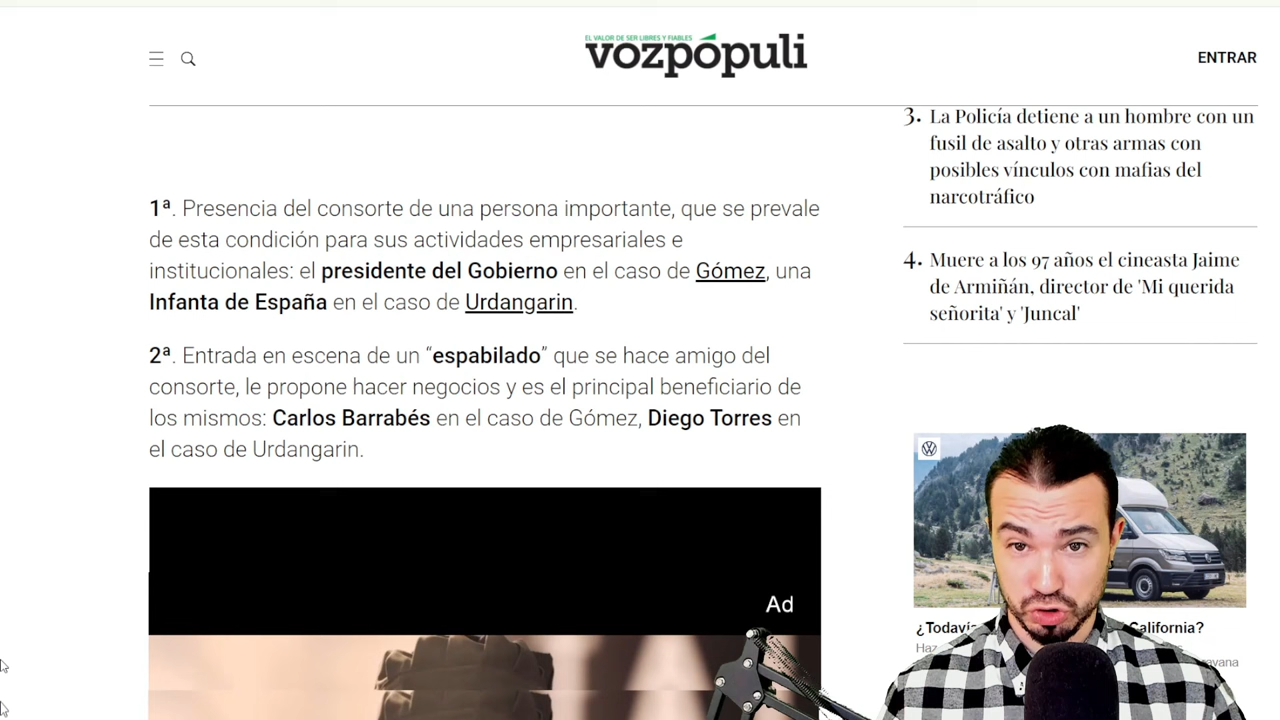 EL VALOR DE SER LIBRES Y FIABLES
vozpópuli
ENTRAR
1ª. Presencia del consorte de una persona importante, que se prevale
de esta condición para sus actividades empresariales e
institucionales: el presidente del Gobierno en el caso de Gómez, una
Infanta de España en el caso de Urdangarin.
2ª. Entrada en escena de un “espabilado” que se hace amigo del
consorte, le propone hacer negocios y es el principal beneficiario de
los mismos: Carlos Barrabés en el caso de Gómez, Diego Torres en
el caso de Urdangarin.
Ad
3. La Policía detiene a un hombre con un
fusil de asalto y otras armas con
posibles vínculos con mafias del
narcotráfico
4. Muere a los 97 años el cineasta Jaime
de Armiñán, director de 'Mi querida
señorita' y 'Juncal'
¿Todavía California?
Haz